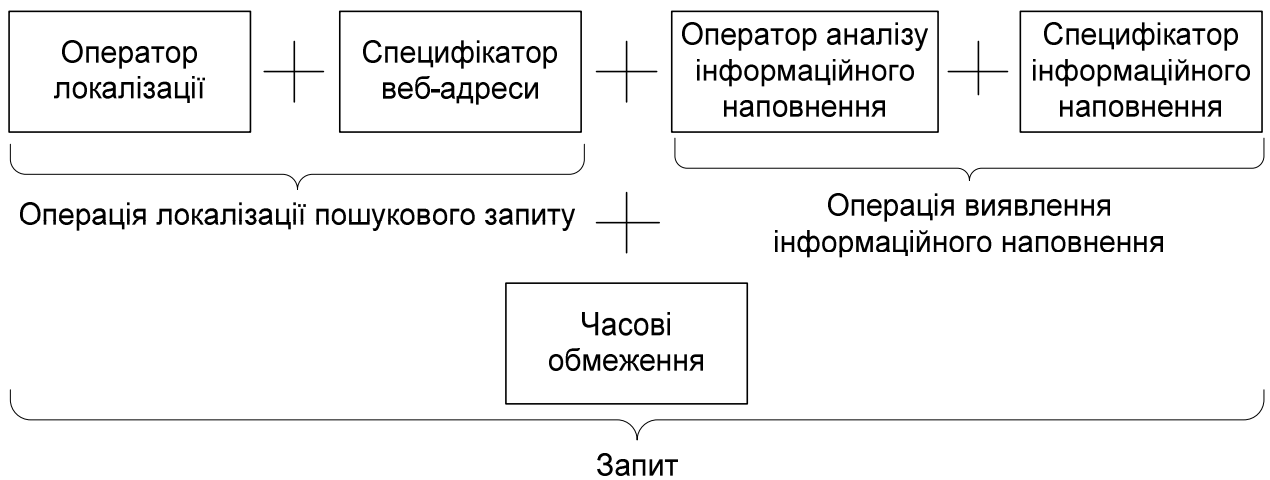 Оператор
локалізації
Специфікатор
веб-адреси
Оператор аналізу
інформаційного
наповнення
Специфікатор
інформаційного
наповнення
Операція локалізації пошукового запиту
Операція виявлення
інформаційного наповнення
Часові
обмеження
Запит